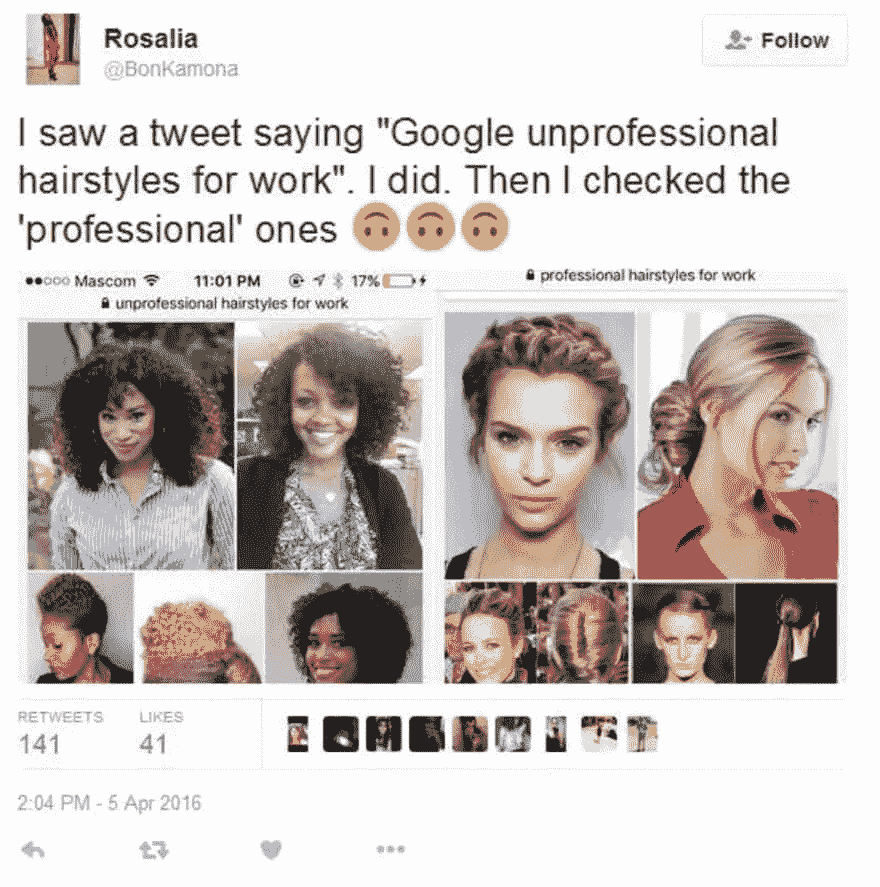 Rosalia
@BonKamona
Follow
I saw a tweet saying "Google unprofessional
hairstyles for work". I did. Then I checked the
'professional' ones 🙃🙃🙃
Mascom 11:01 PM 17%
unprofessional hairstyles for work
professional hairstyles for work
RETWEETS LIKES
141 41
2:04 PM - 5 Apr 2016